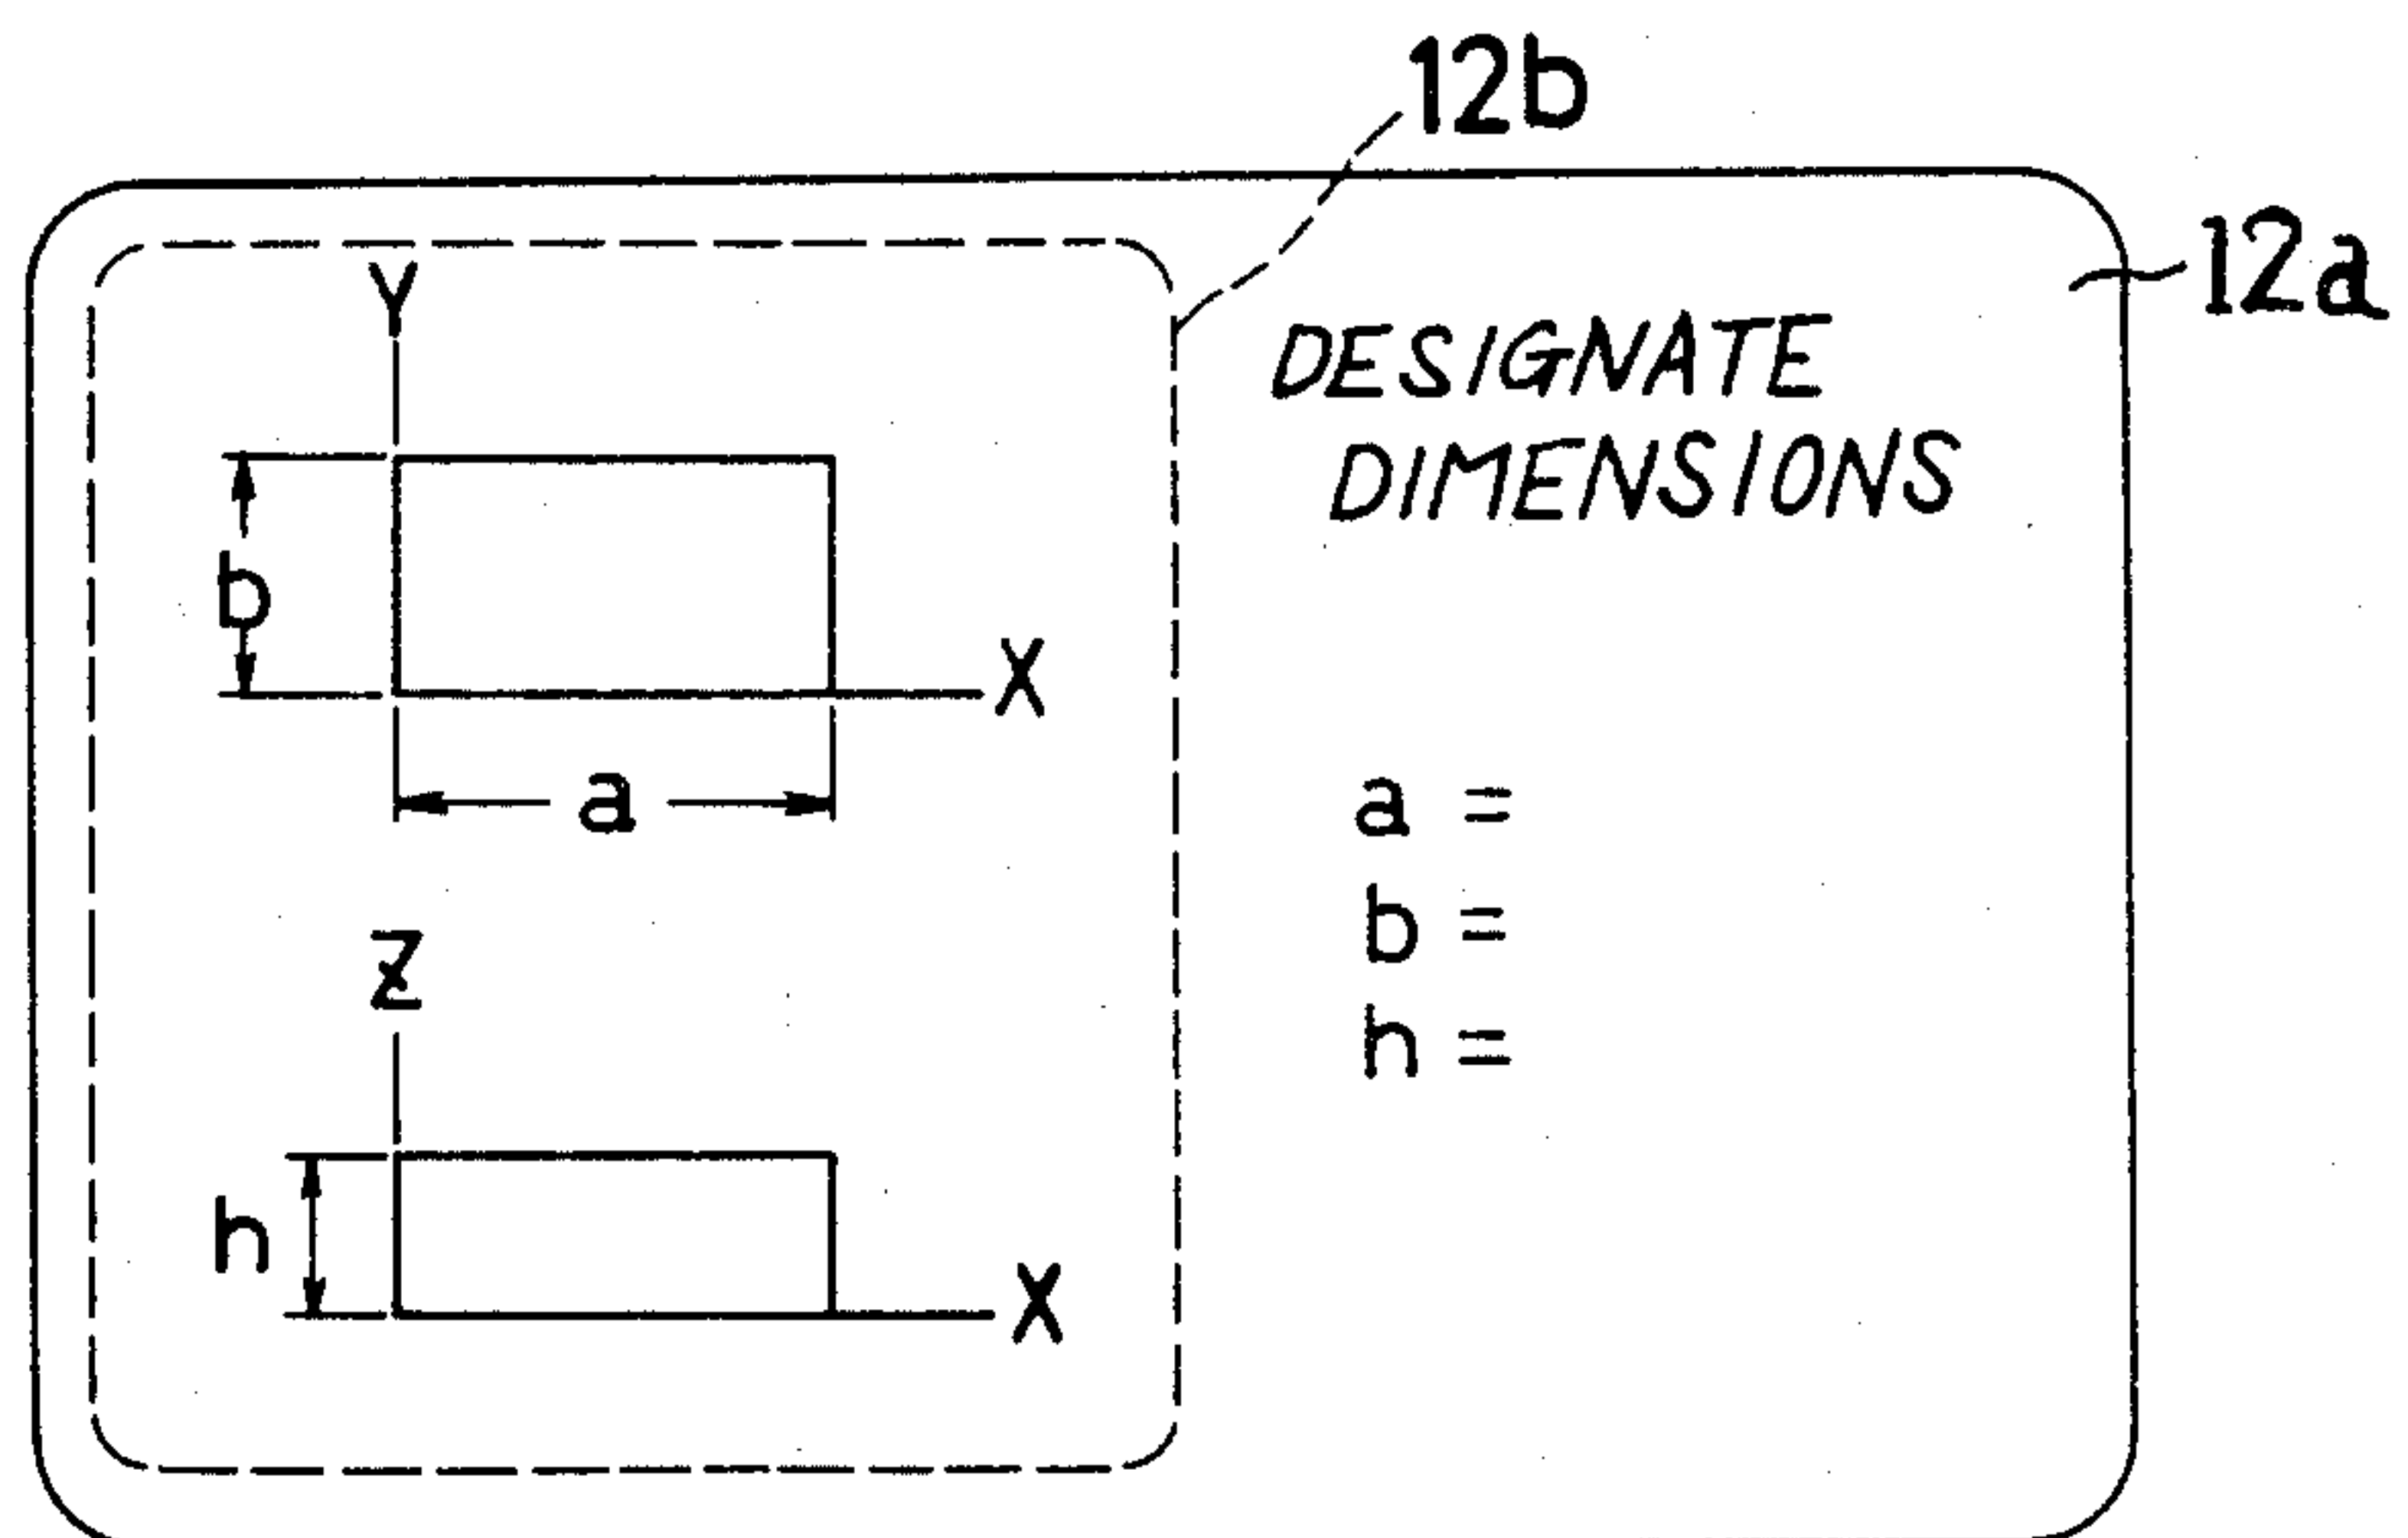 12b
12a
Y
DESIGNATE
DIMENSIONS
b
X
a
a =
b =
h =
Z
h
X